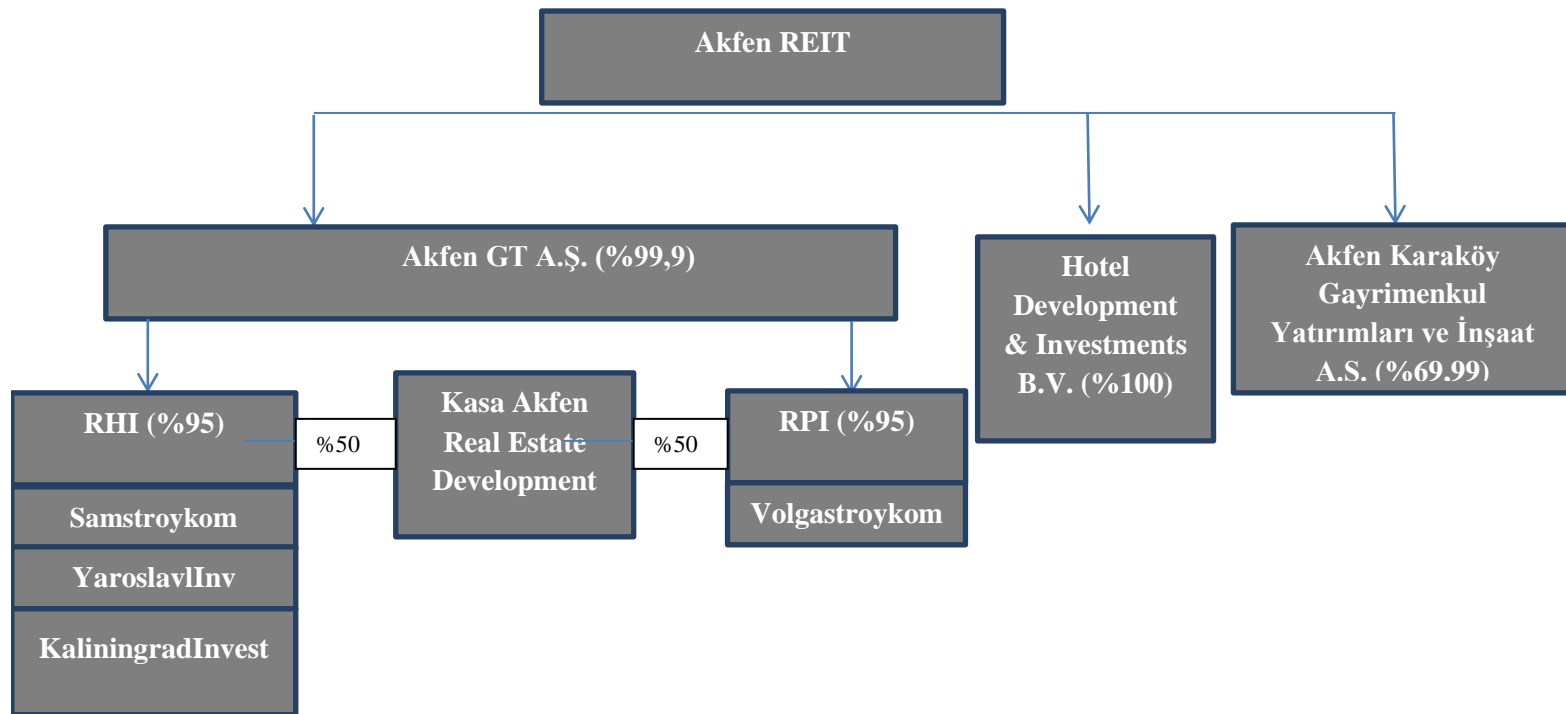 Akfen REIT
Akfen GT A.Ş. (%99,9)
Hotel
Development
& Investments
B.V. (%100)
Akfen Karaköy
Gayrimenkul
Yatırımları ve İnşaat
A.S. (%69.99)
RHI (%95)
%50
Kasa Akfen
Real Estate
Development
%50
RPI (%95)
Samstroykom
YaroslavlInv
KaliningradInvest
Volgastroykom